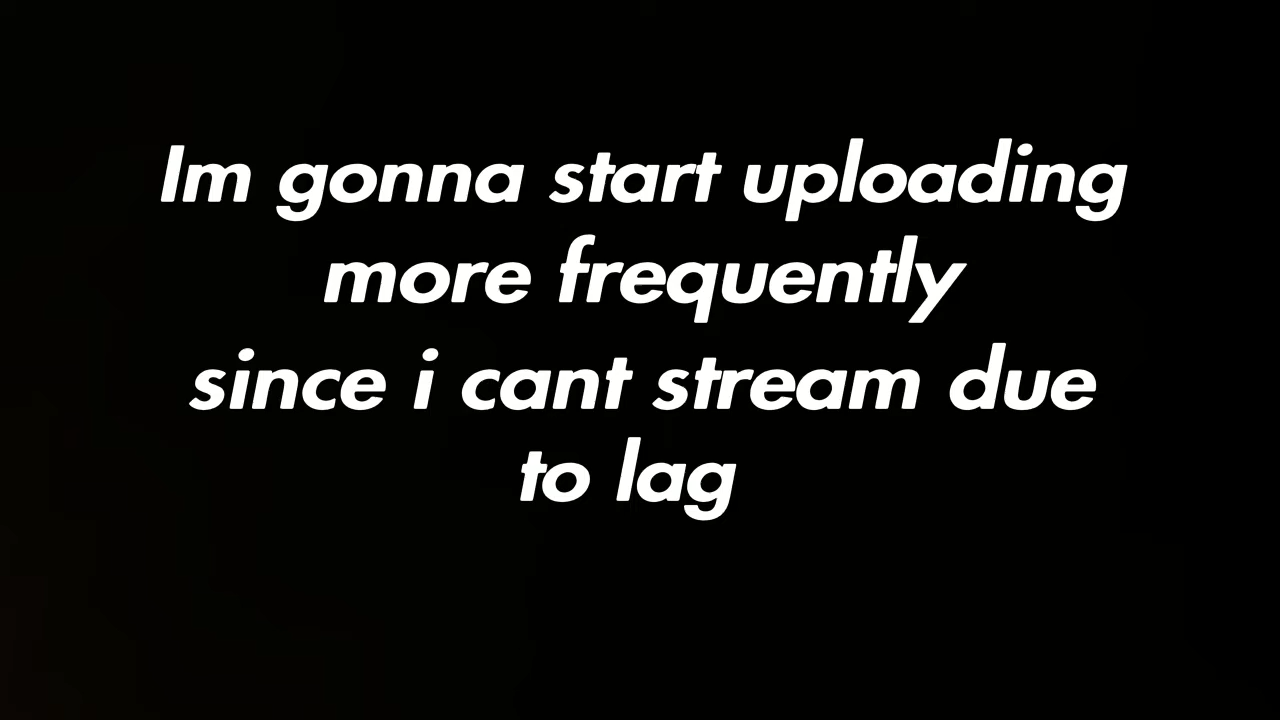 Im gonna start uploading
more frequently
since i cant stream due
to lag